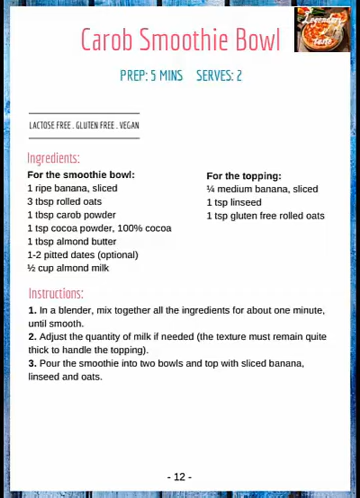 Carob Smoothie Bowl
Legendary
Taste
PREP: 5 MINS SERVES: 2
LACTOSE FREE . GLUTEN FREE . VEGAN
Ingredients:
For the smoothie bowl:
1 ripe banana, sliced
3 tbsp rolled oats
1 tbsp carob powder
1 tsp cocoa powder, 100% cocoa
1 tbsp almond butter
1-2 pitted dates (optional)
½ cup almond milk
For the topping:
¼ medium banana, sliced
1 tsp linseed
1 tsp gluten free rolled oats
Instructions:
1. In a blender, mix together all the ingredients for about one minute,
until smooth.
2. Adjust the quantity of milk if needed (the texture must remain quite
thick to handle the topping).
3. Pour the smoothie into two bowls and top with sliced banana,
linseed and oats.
- 12 -